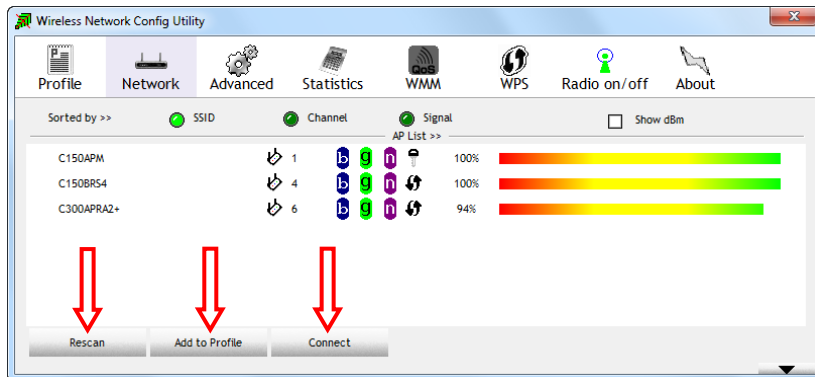 Wireless Network Config Utility
Profile Network Advanced Statistics WMM WPS Radio on/off About
QoS
Sorted by >> SSID Channel Signal Show dBm
AP List >>
C150APM 1 b g n 100%
C150BRS4 4 b g n 100%
C300APRA2+ 6 b g n 94%
Rescan Add to Profile Connect